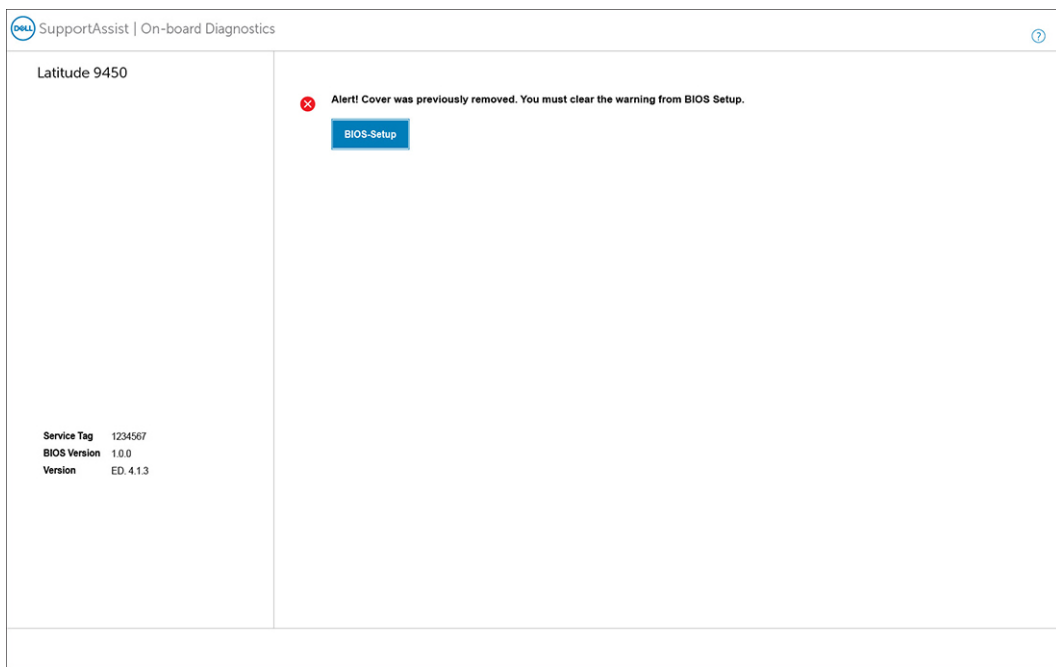 DELL SupportAssist | On-board Diagnostics
?
Latitude 9450
Alert! Cover was previously removed. You must clear the warning from BIOS Setup.
BIOS-Setup
Service Tag 1234567
BIOS Version 1.0.0
Version ED. 4.1.3